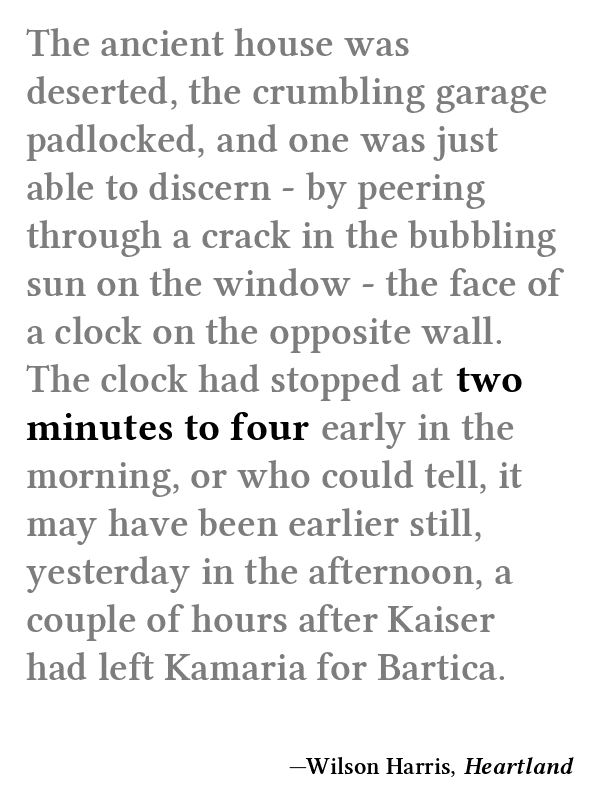 The ancient house was
deserted, the crumbling garage
padlocked, and one was just
able to discern - by peering
through a crack in the bubbling
sun on the window - the face of
a clock on the opposite wall.
The clock had stopped at two
minutes to four early in the
morning, or who could tell, it
may have been earlier still,
yesterday in the afternoon, a
couple of hours after Kaiser
had left Kamaria for Bartica.
—Wilson Harris, Heartland